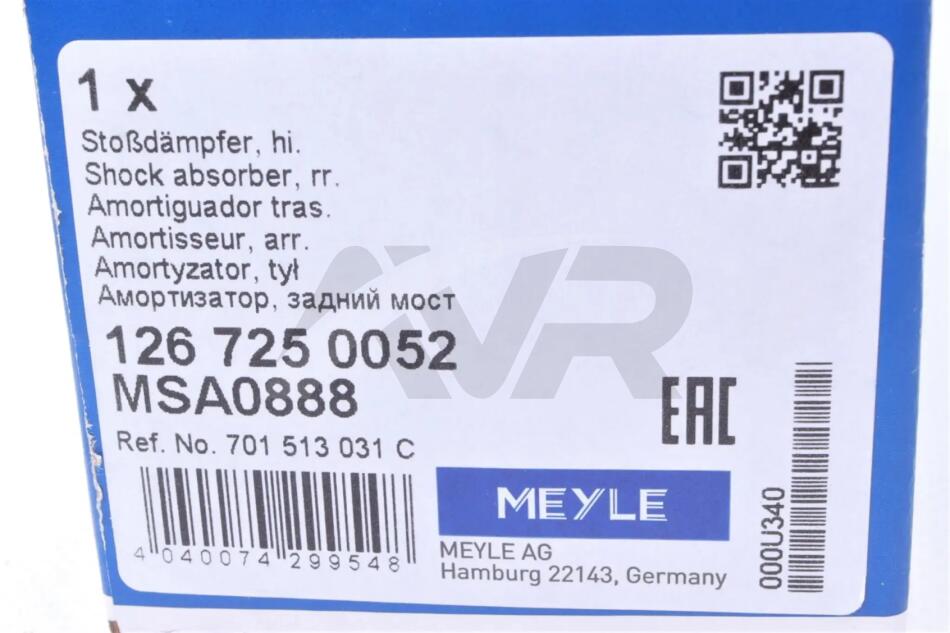 1 x
Stoßdämpfer, hi.
Shock absorber, rr.
Amortiguador tras.
Amortisseur, arr.
Amortyzator, tył
Амортизатор, задний мост
126 725 0052
MSA0888
Ref. No. 701 513 031 C
4 040074 299548
EAC
MEYLE
MEYLE AG
Hamburg 22143, Germany
000U340
VR